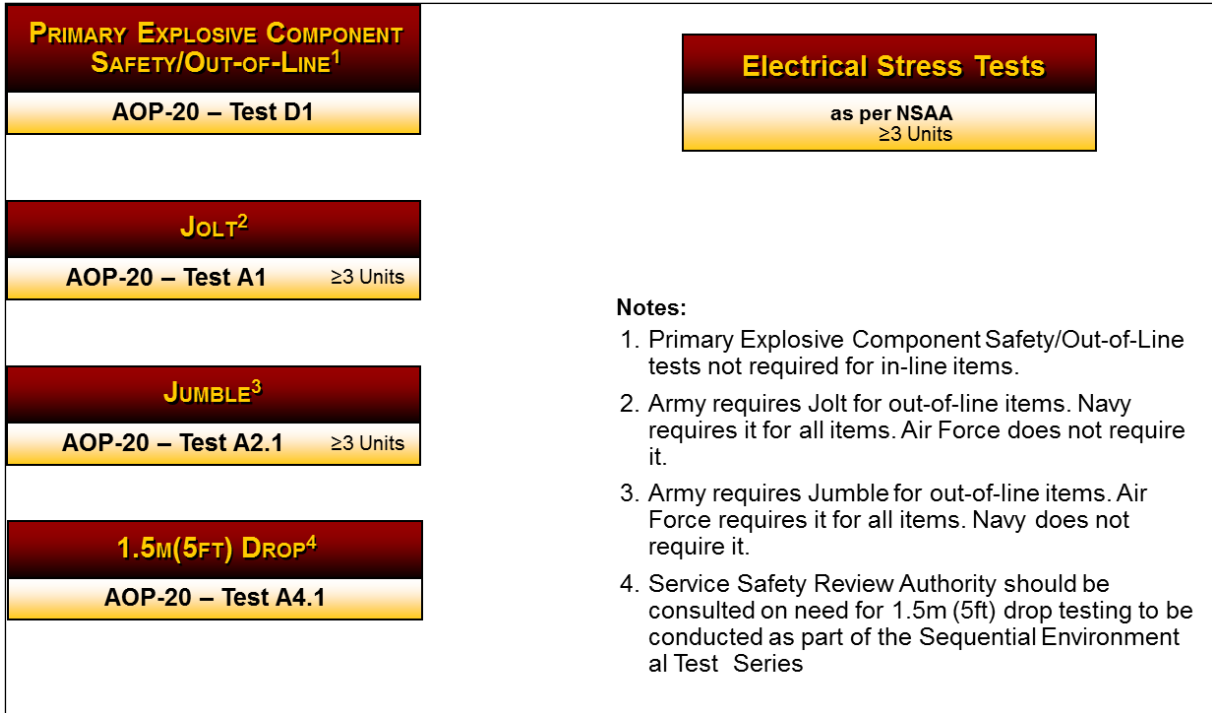 PRIMARY EXPLOSIVE COMPONENT
SAFETY/OUT-OF-LINE1
AOP-20 – Test D1
JOLT2
AOP-20 – Test A1 ≥3 Units
JUMBLE3
AOP-20 – Test A2.1 ≥3 Units
1.5M(5FT) DROP4
AOP-20 – Test A4.1
Electrical Stress Tests
as per NSAA
≥3 Units
Notes:
1. Primary Explosive Component Safety/Out-of-Line
tests not required for in-line items.
2. Army requires Jolt for out-of-line items. Navy
requires it for all items. Air Force does not require
it.
3. Army requires Jumble for out-of-line items. Air
Force requires it for all items. Navy does not
require it.
4. Service Safety Review Authority should be
consulted on need for 1.5m (5ft) drop testing to be
conducted as part of the Sequential Environment
al Test Series